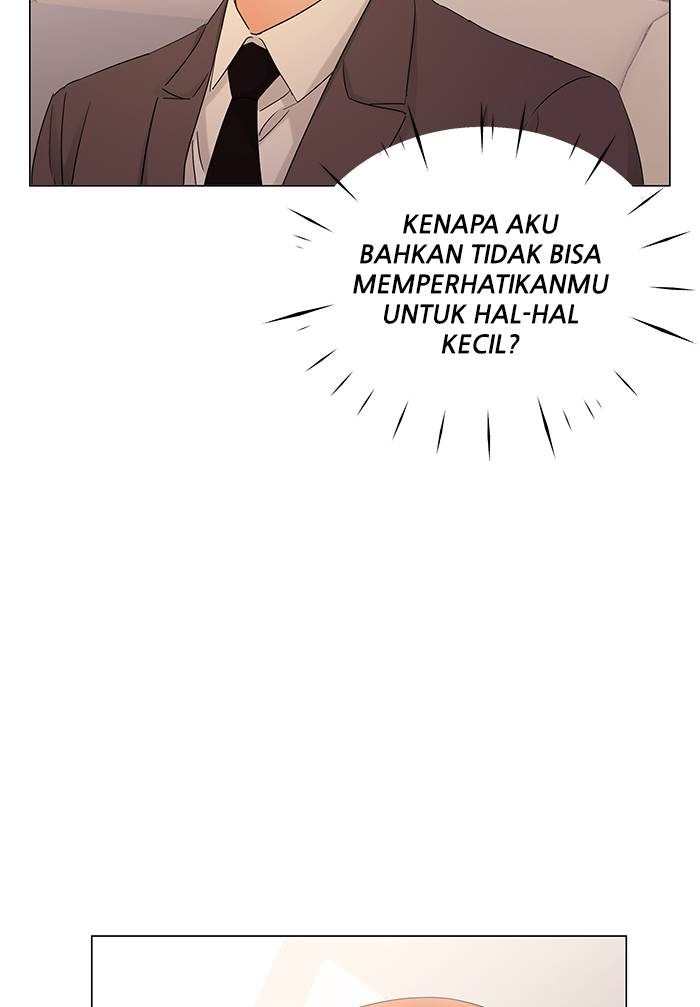 KENAPA AKU
BAHKAN TIDAK BISA
MEMPERHATIKANMU
UNTUK HAL-HAL
KECIL?